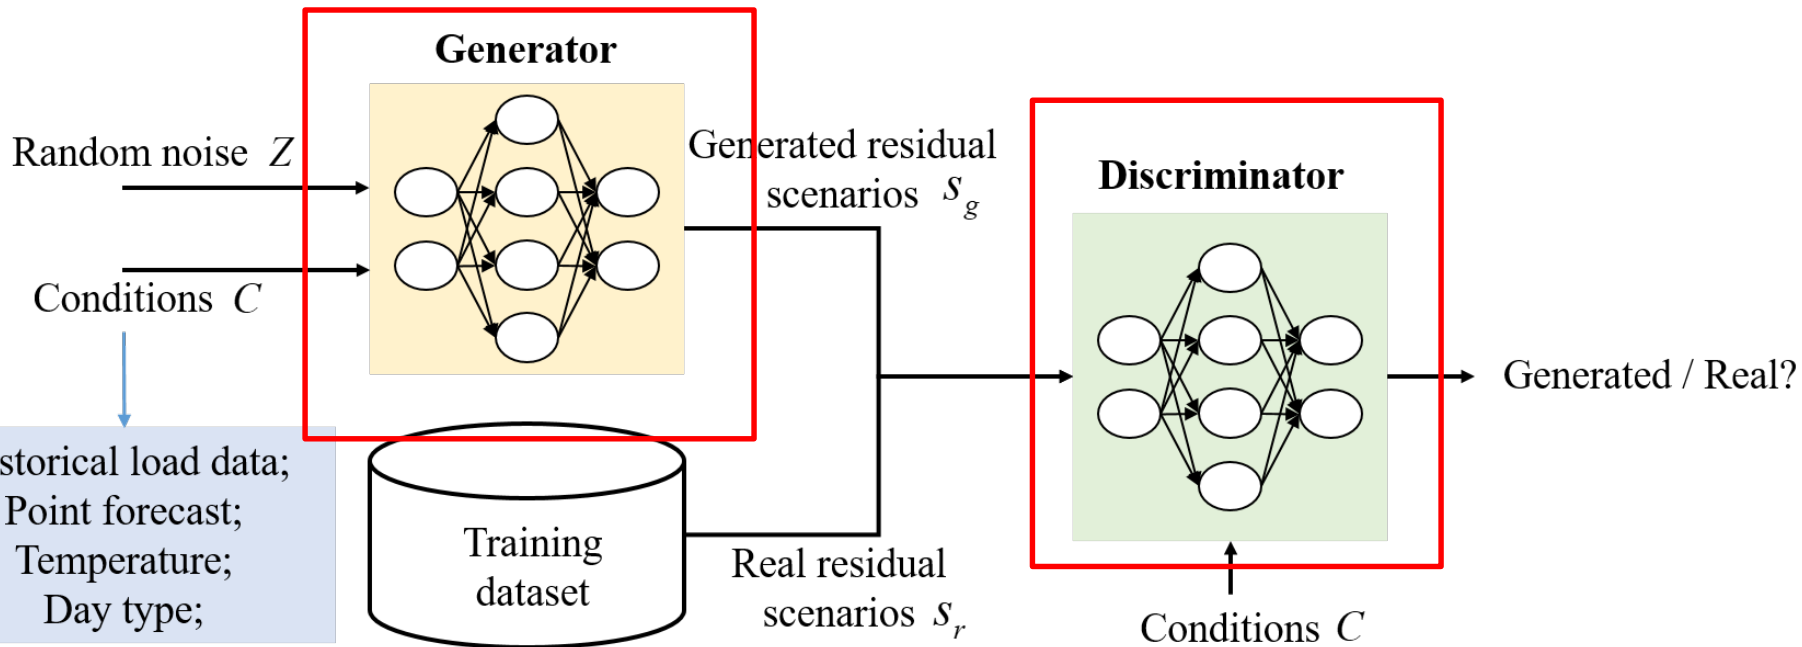 Generator
Random noise Z
Generated residual
scenarios s_g
Discriminator
Conditions C
Generated / Real?
storical load data;
Point forecast;
Temperature;
Day type;
Training
dataset
Real residual
scenarios s_r
Conditions C